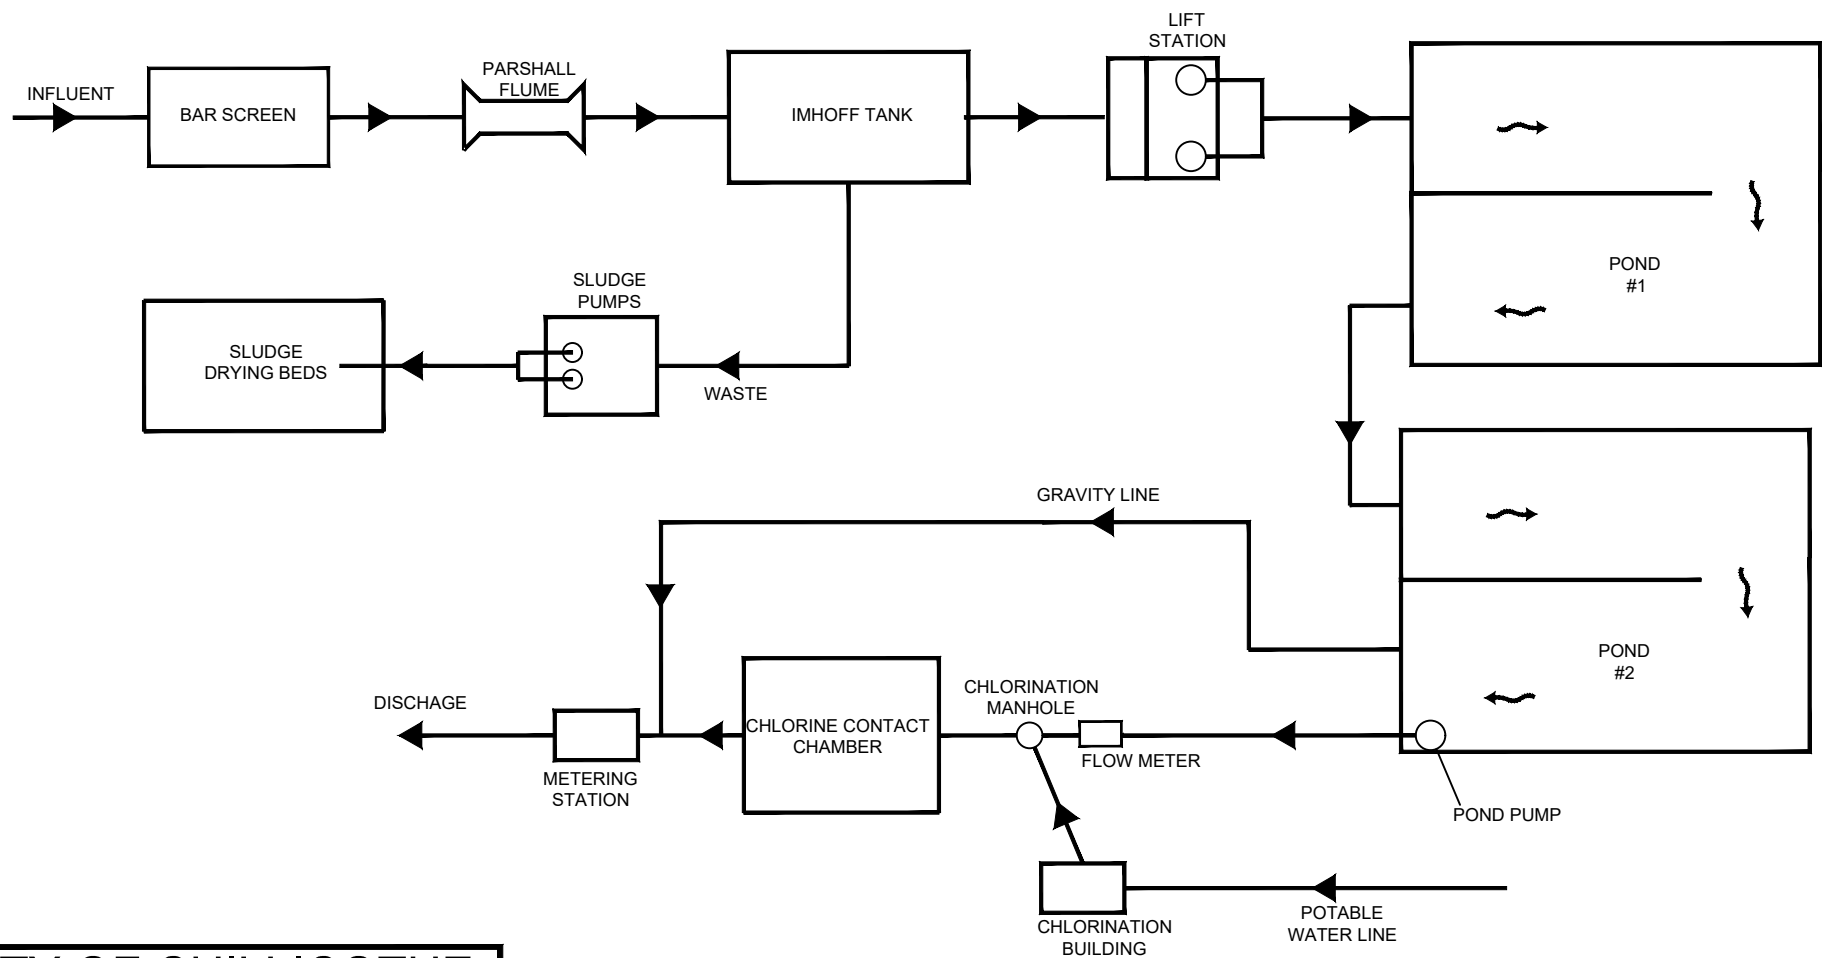 LIFT
STATION
PARSHALL
FLUME
INFLUENT
BAR SCREEN
IMHOFF TANK
POND
#1
SLUDGE
PUMPS
SLUDGE
DRYING BEDS
WASTE
GRAVITY LINE
POND
#2
CHLORINATION
MANHOLE
DISCHAGE
CHLORINE CONTACT
CHAMBER
FLOW METER
METERING
STATION
POND PUMP
POTABLE
WATER LINE
CHLORINATION
BUILDING